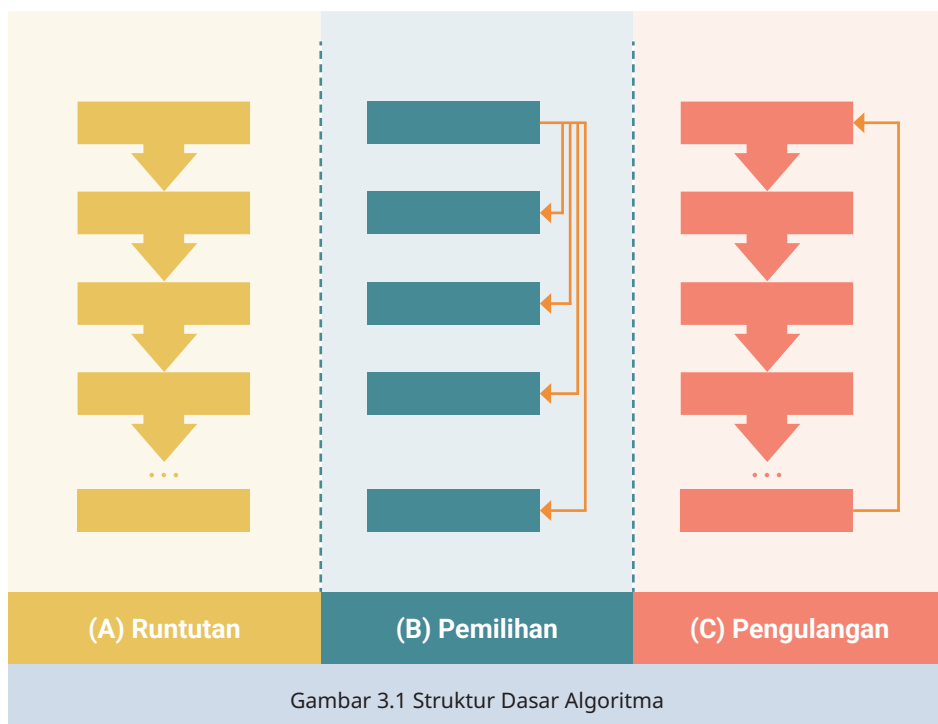 ...
...
(A) Runtutan
(B) Pemilihan
(C) Pengulangan
Gambar 3.1 Struktur Dasar Algoritma